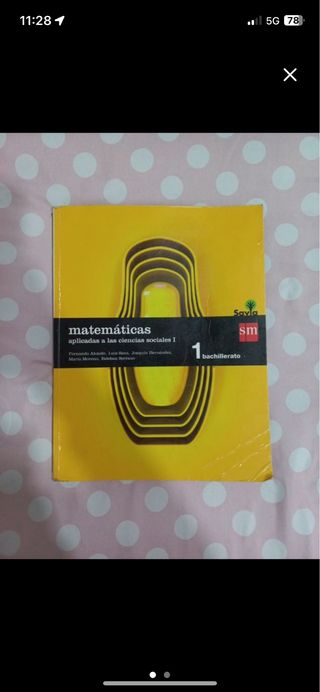 11:28
5G
78
Savia
sm
matemáticas
aplicadas a las ciencias sociales I
Fernando Alcaide, Luis Sanz, Joaquín Hernández,
María Moreno, Esteban Serrano
1 bachillerato